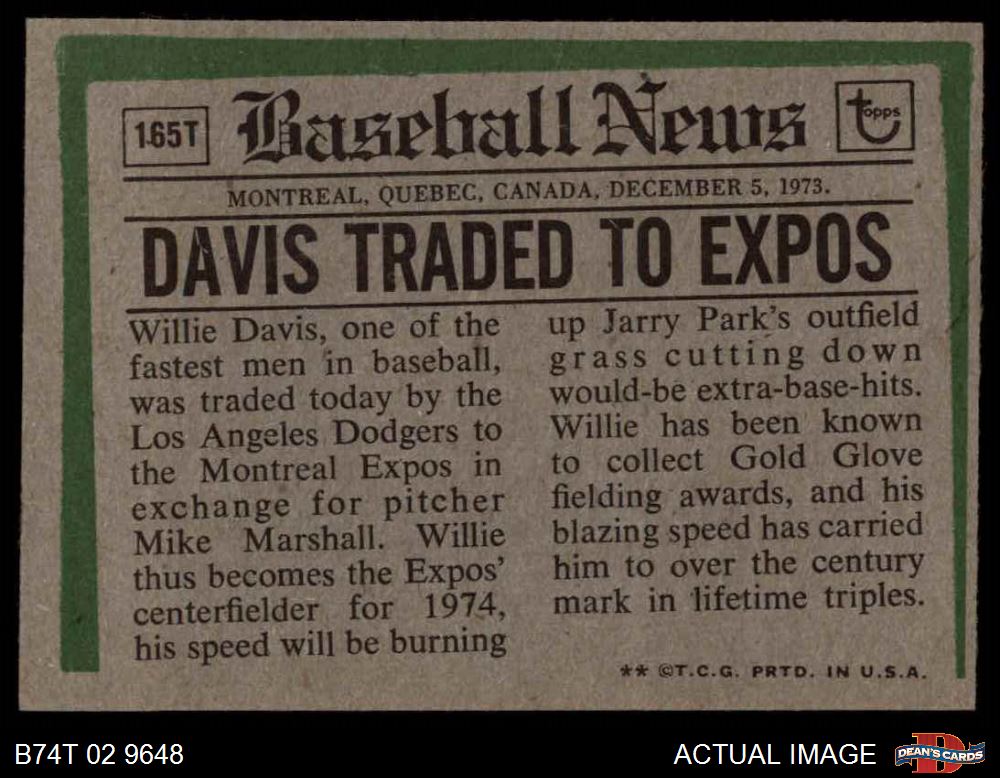 165T
Baseball News
topps
MONTREAL, QUEBEC, CANADA, DECEMBER 5, 1973.
DAVIS TRADED TO EXPOS
Willie Davis, one of the
fastest men in baseball,
was traded today by the
Los Angeles Dodgers to
the Montreal Expos in
exchange for pitcher
Mike Marshall. Willie
thus becomes the Expos'
centerfielder for 1974,
his speed will be burning
up Jarry Park's outfield
grass cutting down
would-be extra-base-hits.
Willie has been known
to collect Gold Glove
fielding awards, and his
blazing speed has carried
him to over the century
mark in lifetime triples.
** ©T.C.G. PRTD. IN U.S.A.
B74T 02 9648
ACTUAL IMAGE
DEAN'S CARDS